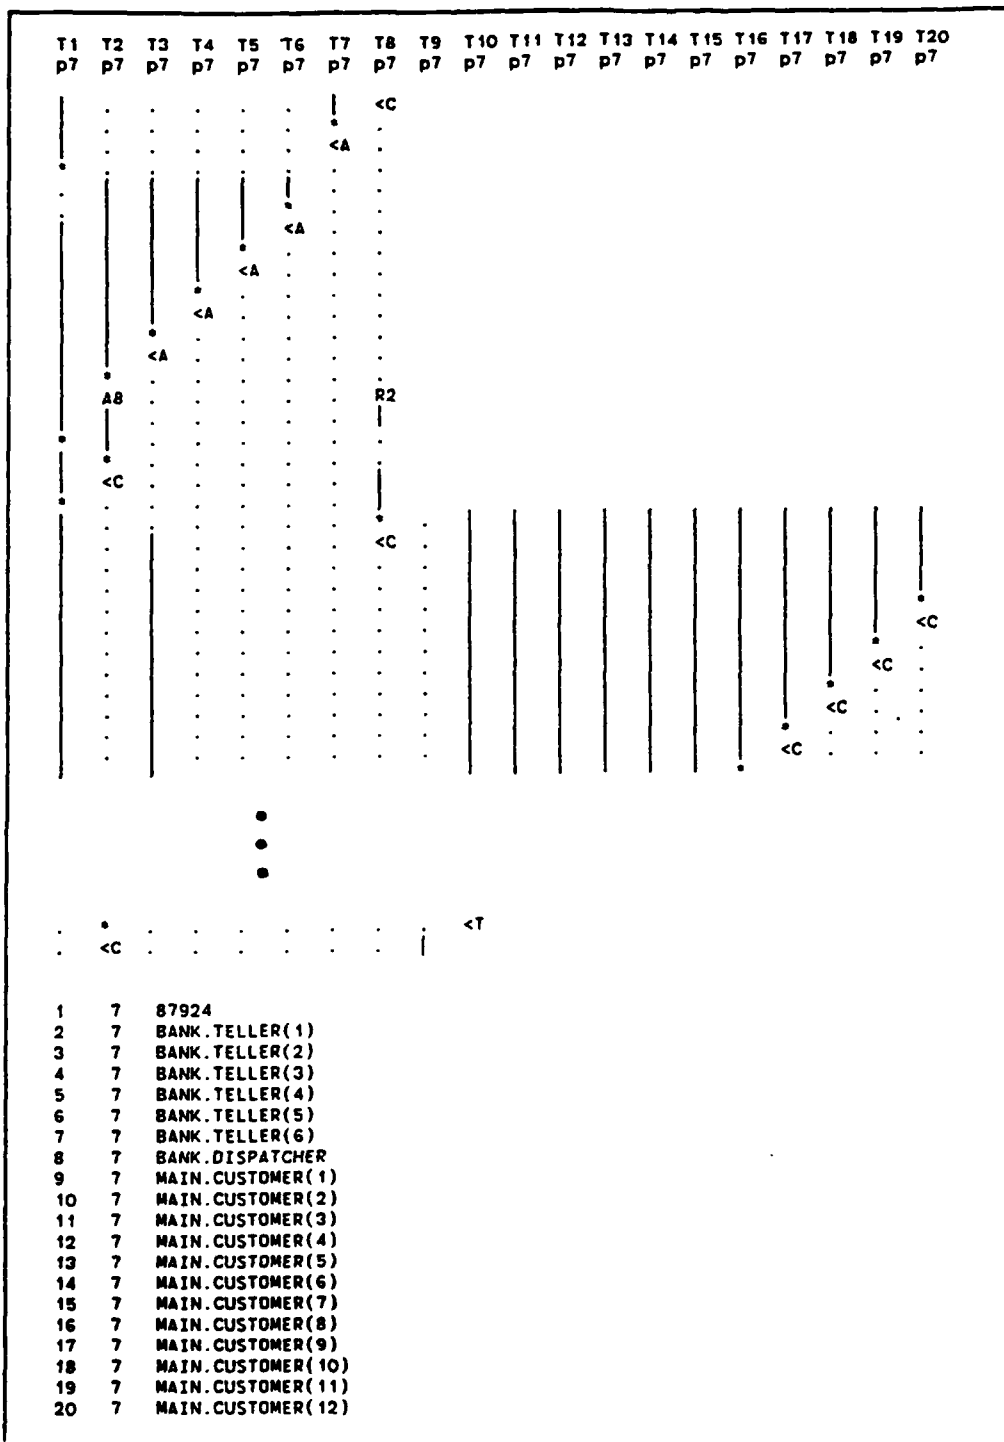 T1 T2 T3 T4 T5 T6 T7 T8 T9 T10 T11 T12 T13 T14 T15 T16 T17 T18 T19 T20
p7 p7 p7 p7 p7 p7 p7 p7 p7 p7 p7 p7 p7 p7 p7 p7 p7 p7 p7 p7
<C
<A
<A
<A
<A
<A
A8 R2
<C
<C
<C
<C
<C
<C
<T
<C
1 7 87924
2 7 BANK.TELLER(1)
3 7 BANK.TELLER(2)
4 7 BANK.TELLER(3)
5 7 BANK.TELLER(4)
6 7 BANK.TELLER(5)
7 7 BANK.TELLER(6)
8 7 BANK.DISPATCHER
9 7 MAIN.CUSTOMER(1)
10 7 MAIN.CUSTOMER(2)
11 7 MAIN.CUSTOMER(3)
12 7 MAIN.CUSTOMER(4)
13 7 MAIN.CUSTOMER(5)
14 7 MAIN.CUSTOMER(6)
15 7 MAIN.CUSTOMER(7)
16 7 MAIN.CUSTOMER(8)
17 7 MAIN.CUSTOMER(9)
18 7 MAIN.CUSTOMER(10)
19 7 MAIN.CUSTOMER(11)
20 7 MAIN.CUSTOMER(12)